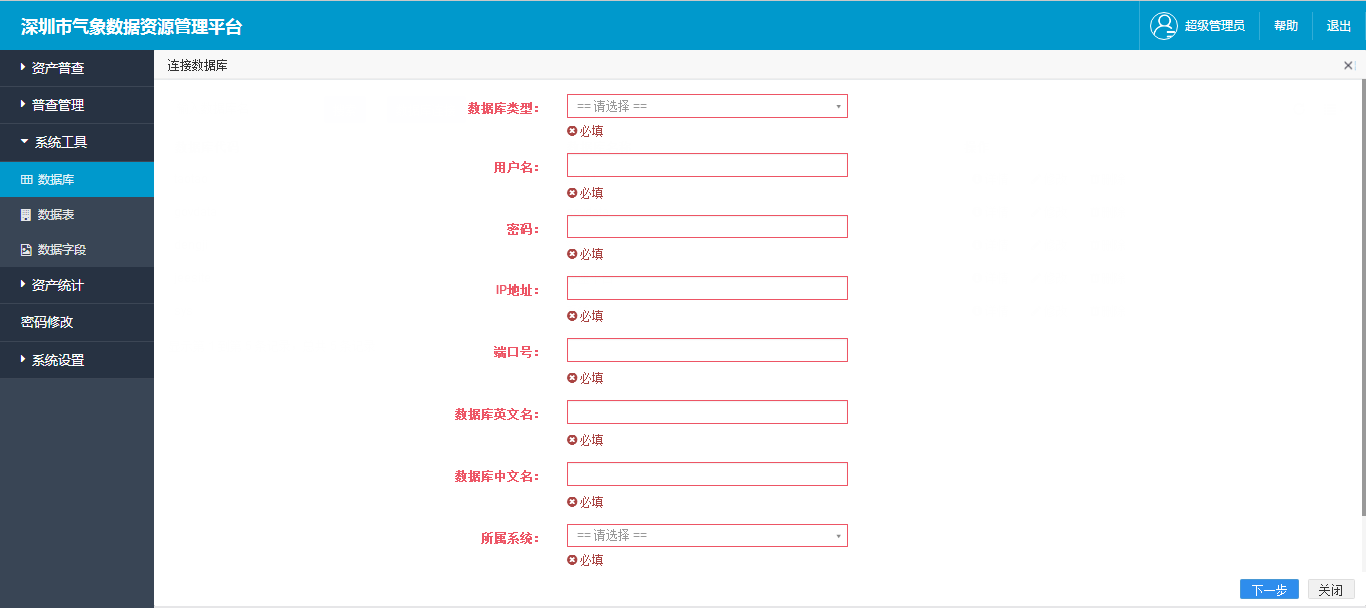 深圳市气象数据资源管理平台
超级管理员 帮助 退出
资产普查
普查管理
系统工具
数据库
数据表
数据字段
资产统计
密码修改
系统设置
连接数据库
数据库类型： == 请选择 ==
必填
用户名：
必填
密码：
必填
IP地址：
必填
端口号：
必填
数据库英文名：
必填
数据库中文名：
必填
所属系统： == 请选择 ==
必填
下一步 关闭